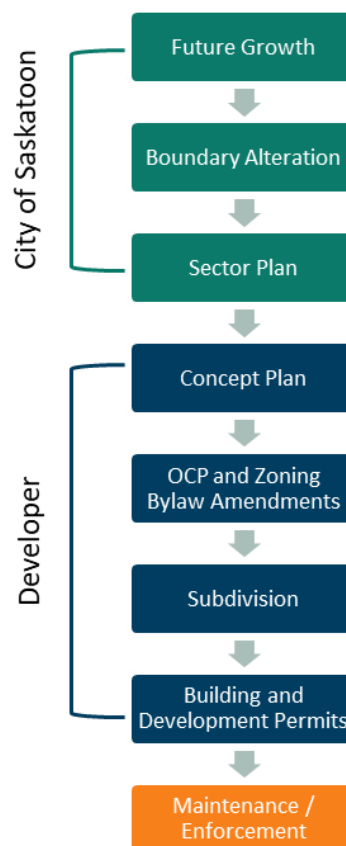 City of Saskatoon
Future Growth
Boundary Alteration
Sector Plan
Developer
Concept Plan
OCP and Zoning
Bylaw Amendments
Subdivision
Building and
Development Permits
Maintenance /
Enforcement